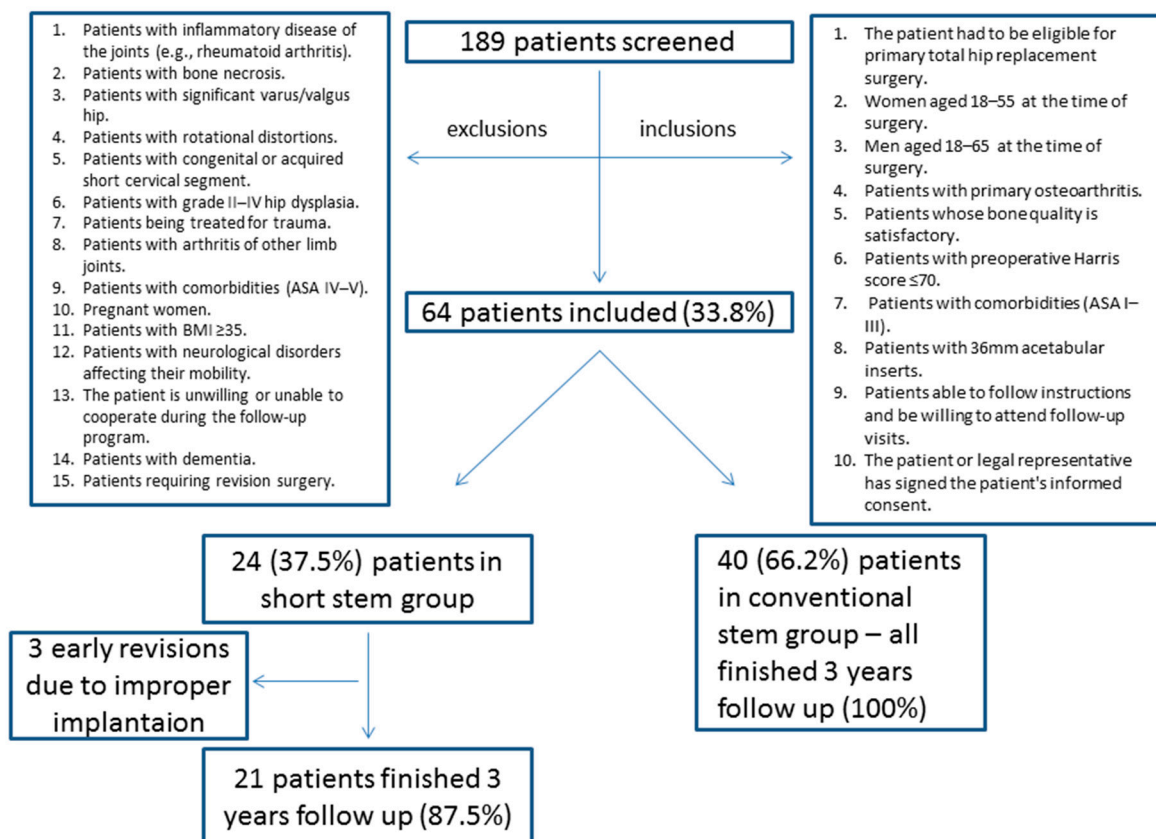 189 patients screened
1. Patients with inflammatory disease of
the joints (e.g., rheumatoid arthritis).
2. Patients with bone necrosis.
3. Patients with significant varus/valgus
hip.
4. Patients with rotational distortions.
5. Patients with congenital or acquired
short cervical segment.
6. Patients with grade II–IV hip dysplasia.
7. Patients being treated for trauma.
8. Patients with arthritis of other limb
joints.
9. Patients with comorbidities (ASA IV–V).
10. Pregnant women.
11. Patients with BMI ≥35.
12. Patients with neurological disorders
affecting their mobility.
13. The patient is unwilling or unable to
cooperate during the follow-up
program.
14. Patients with dementia.
15. Patients requiring revision surgery.
exclusions
inclusions
1. The patient had to be eligible for
primary total hip replacement
surgery.
2. Women aged 18–55 at the time of
surgery.
3. Men aged 18–65 at the time of
surgery.
4. Patients with primary osteoarthritis.
5. Patients whose bone quality is
satisfactory.
6. Patients with preoperative Harris
score ≤70.
7. Patients with comorbidities (ASA I–
III).
8. Patients with 36mm acetabular
inserts.
9. Patients able to follow instructions
and be willing to attend follow-up
visits.
10. The patient or legal representative
has signed the patient's informed
consent.
64 patients included (33.8%)
24 (37.5%) patients in
short stem group
40 (66.2%) patients
in conventional
stem group – all
finished 3 years
follow up (100%)
3 early revisions
due to improper
implantaion
21 patients finished 3
years follow up (87.5%)